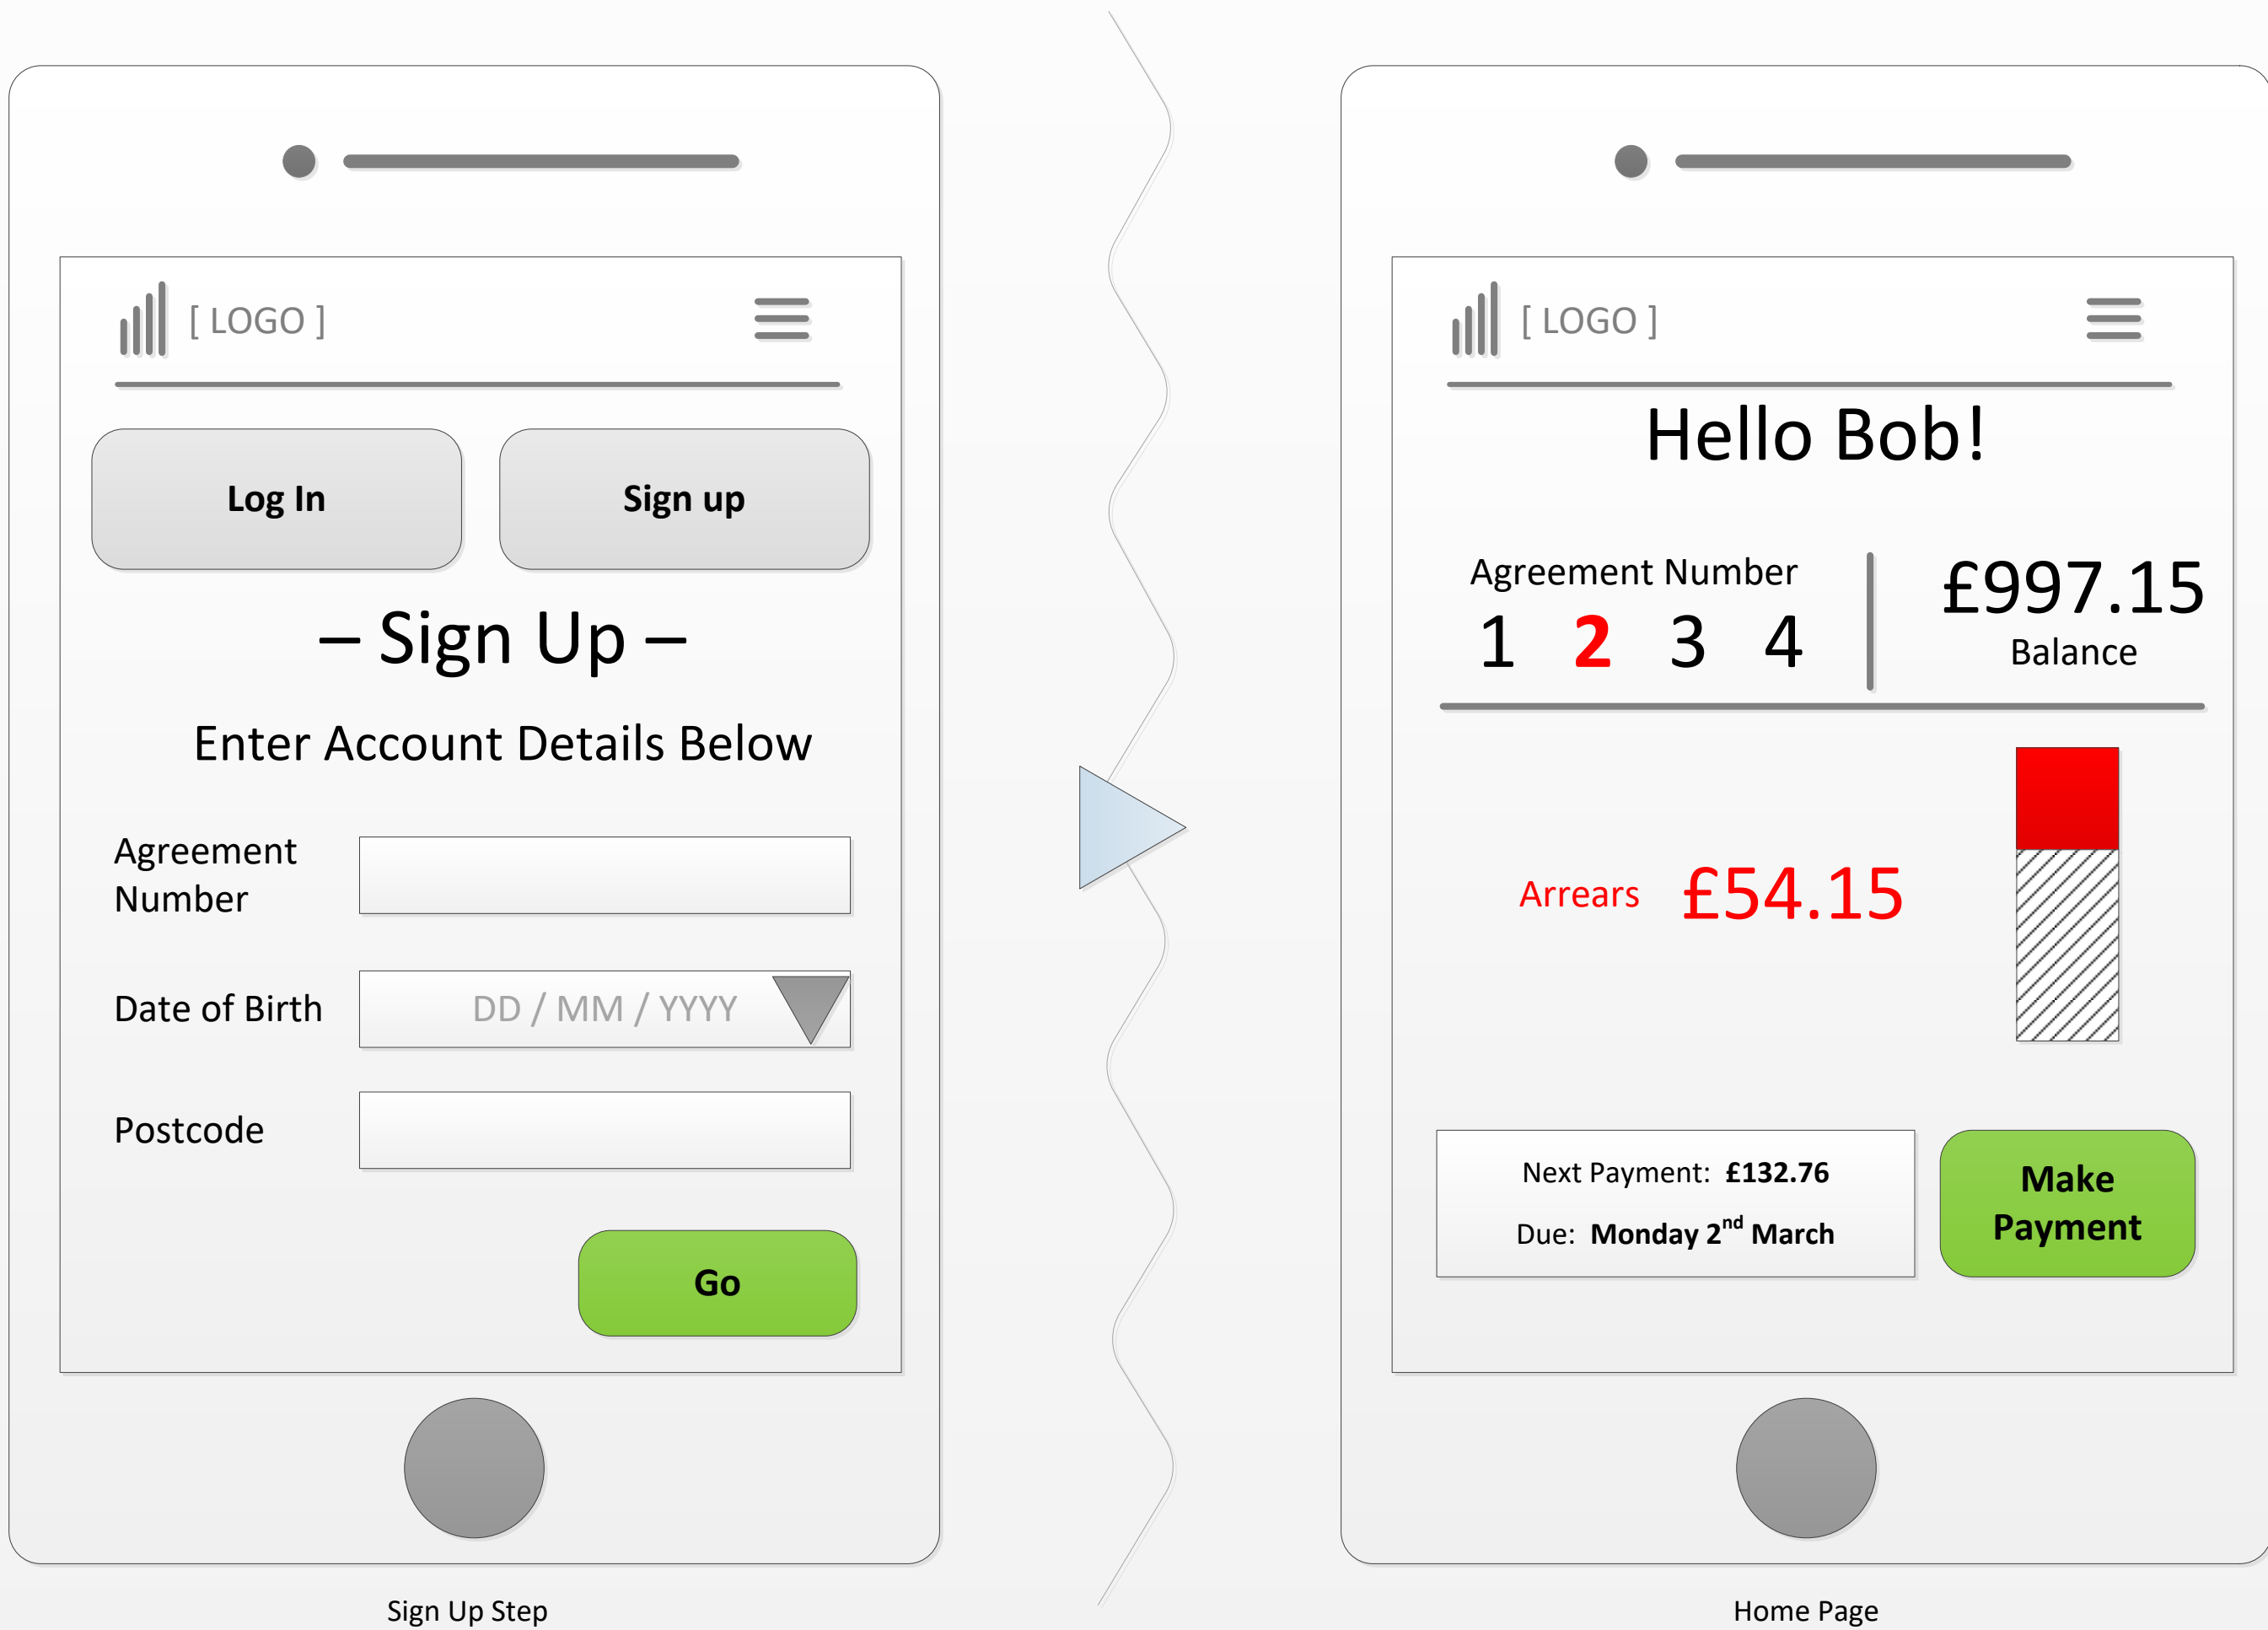 [ LOGO ]
Log In
Sign up
– Sign Up –
Enter Account Details Below
Agreement
Number
Date of Birth
DD / MM / YYYY
Postcode
Go
Sign Up Step
[ LOGO ]
Hello Bob!
Agreement Number
1 2 3 4
£997.15
Balance
Arrears £54.15
Next Payment: £132.76
Due: Monday 2nd March
Make
Payment
Home Page